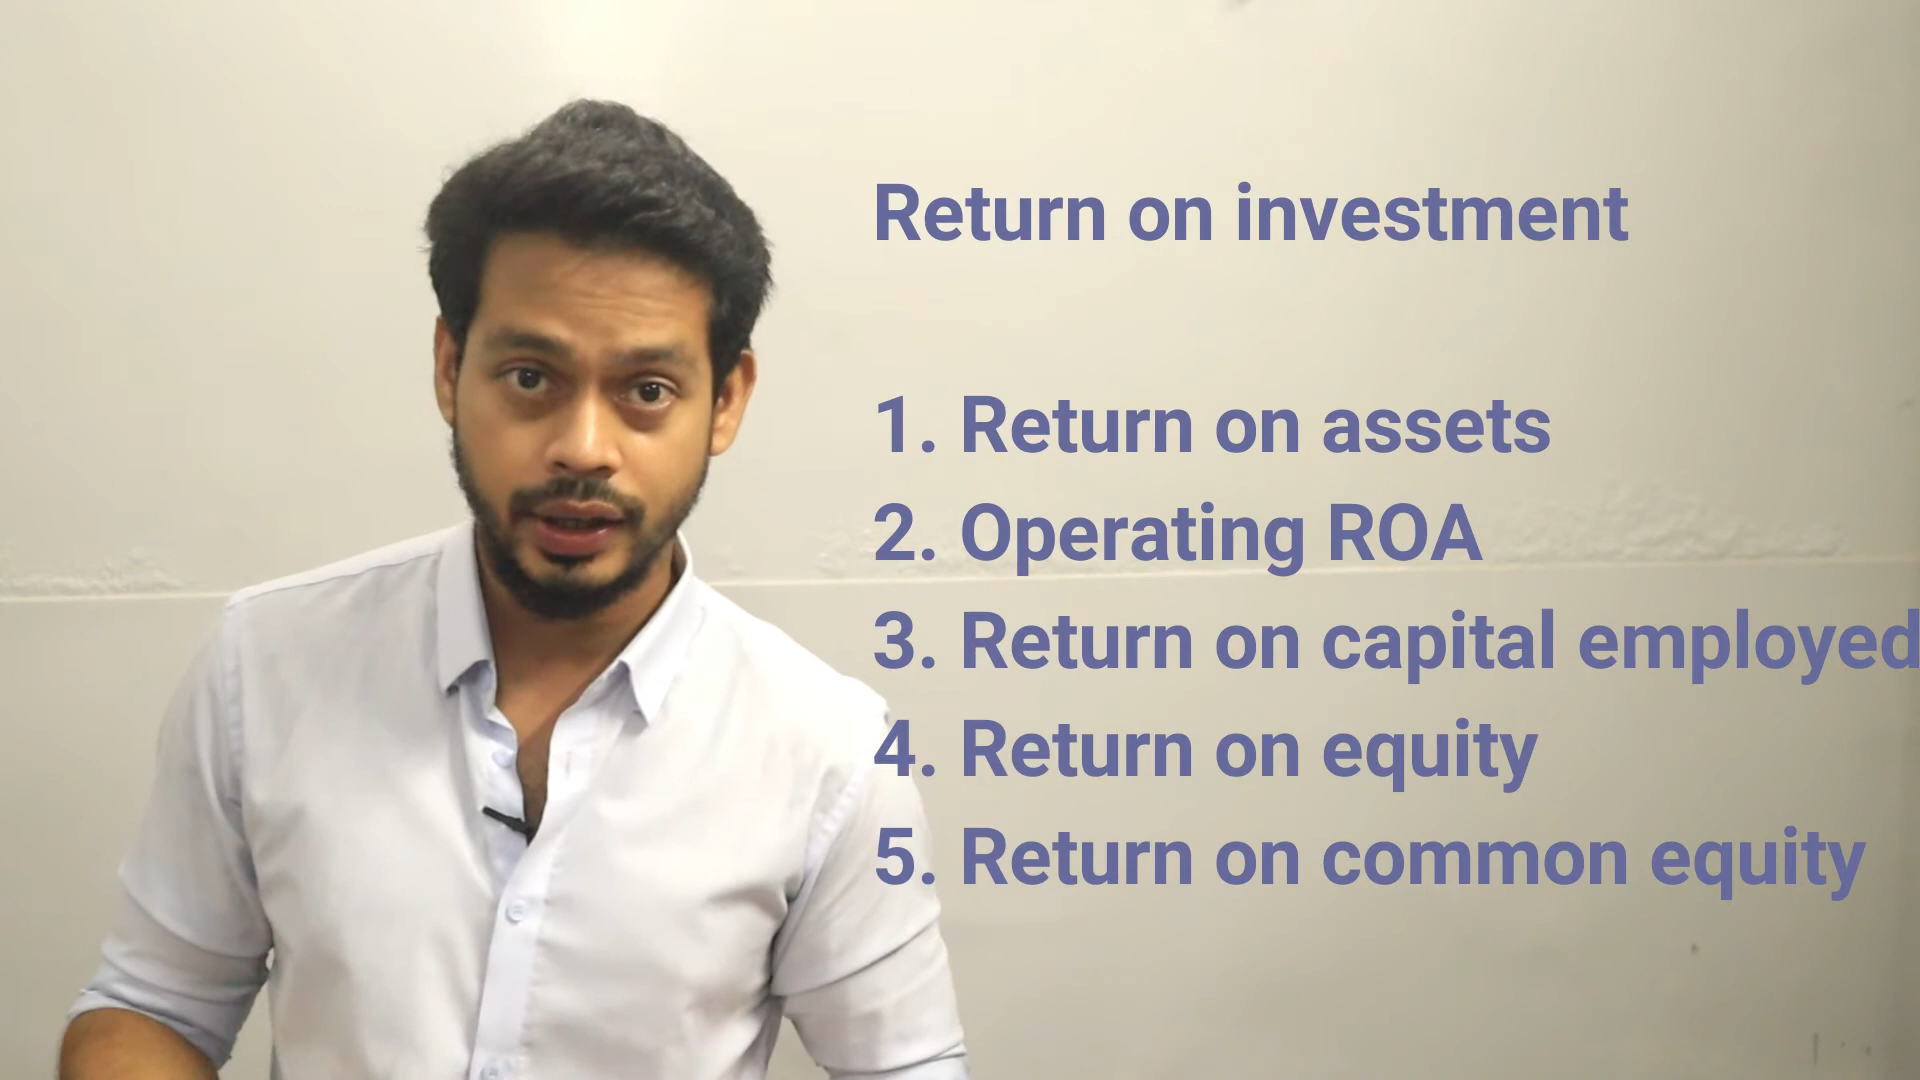 Return on investment
1. Return on assets
2. Operating ROA
3. Return on capital employed
4. Return on equity
5. Return on common equity